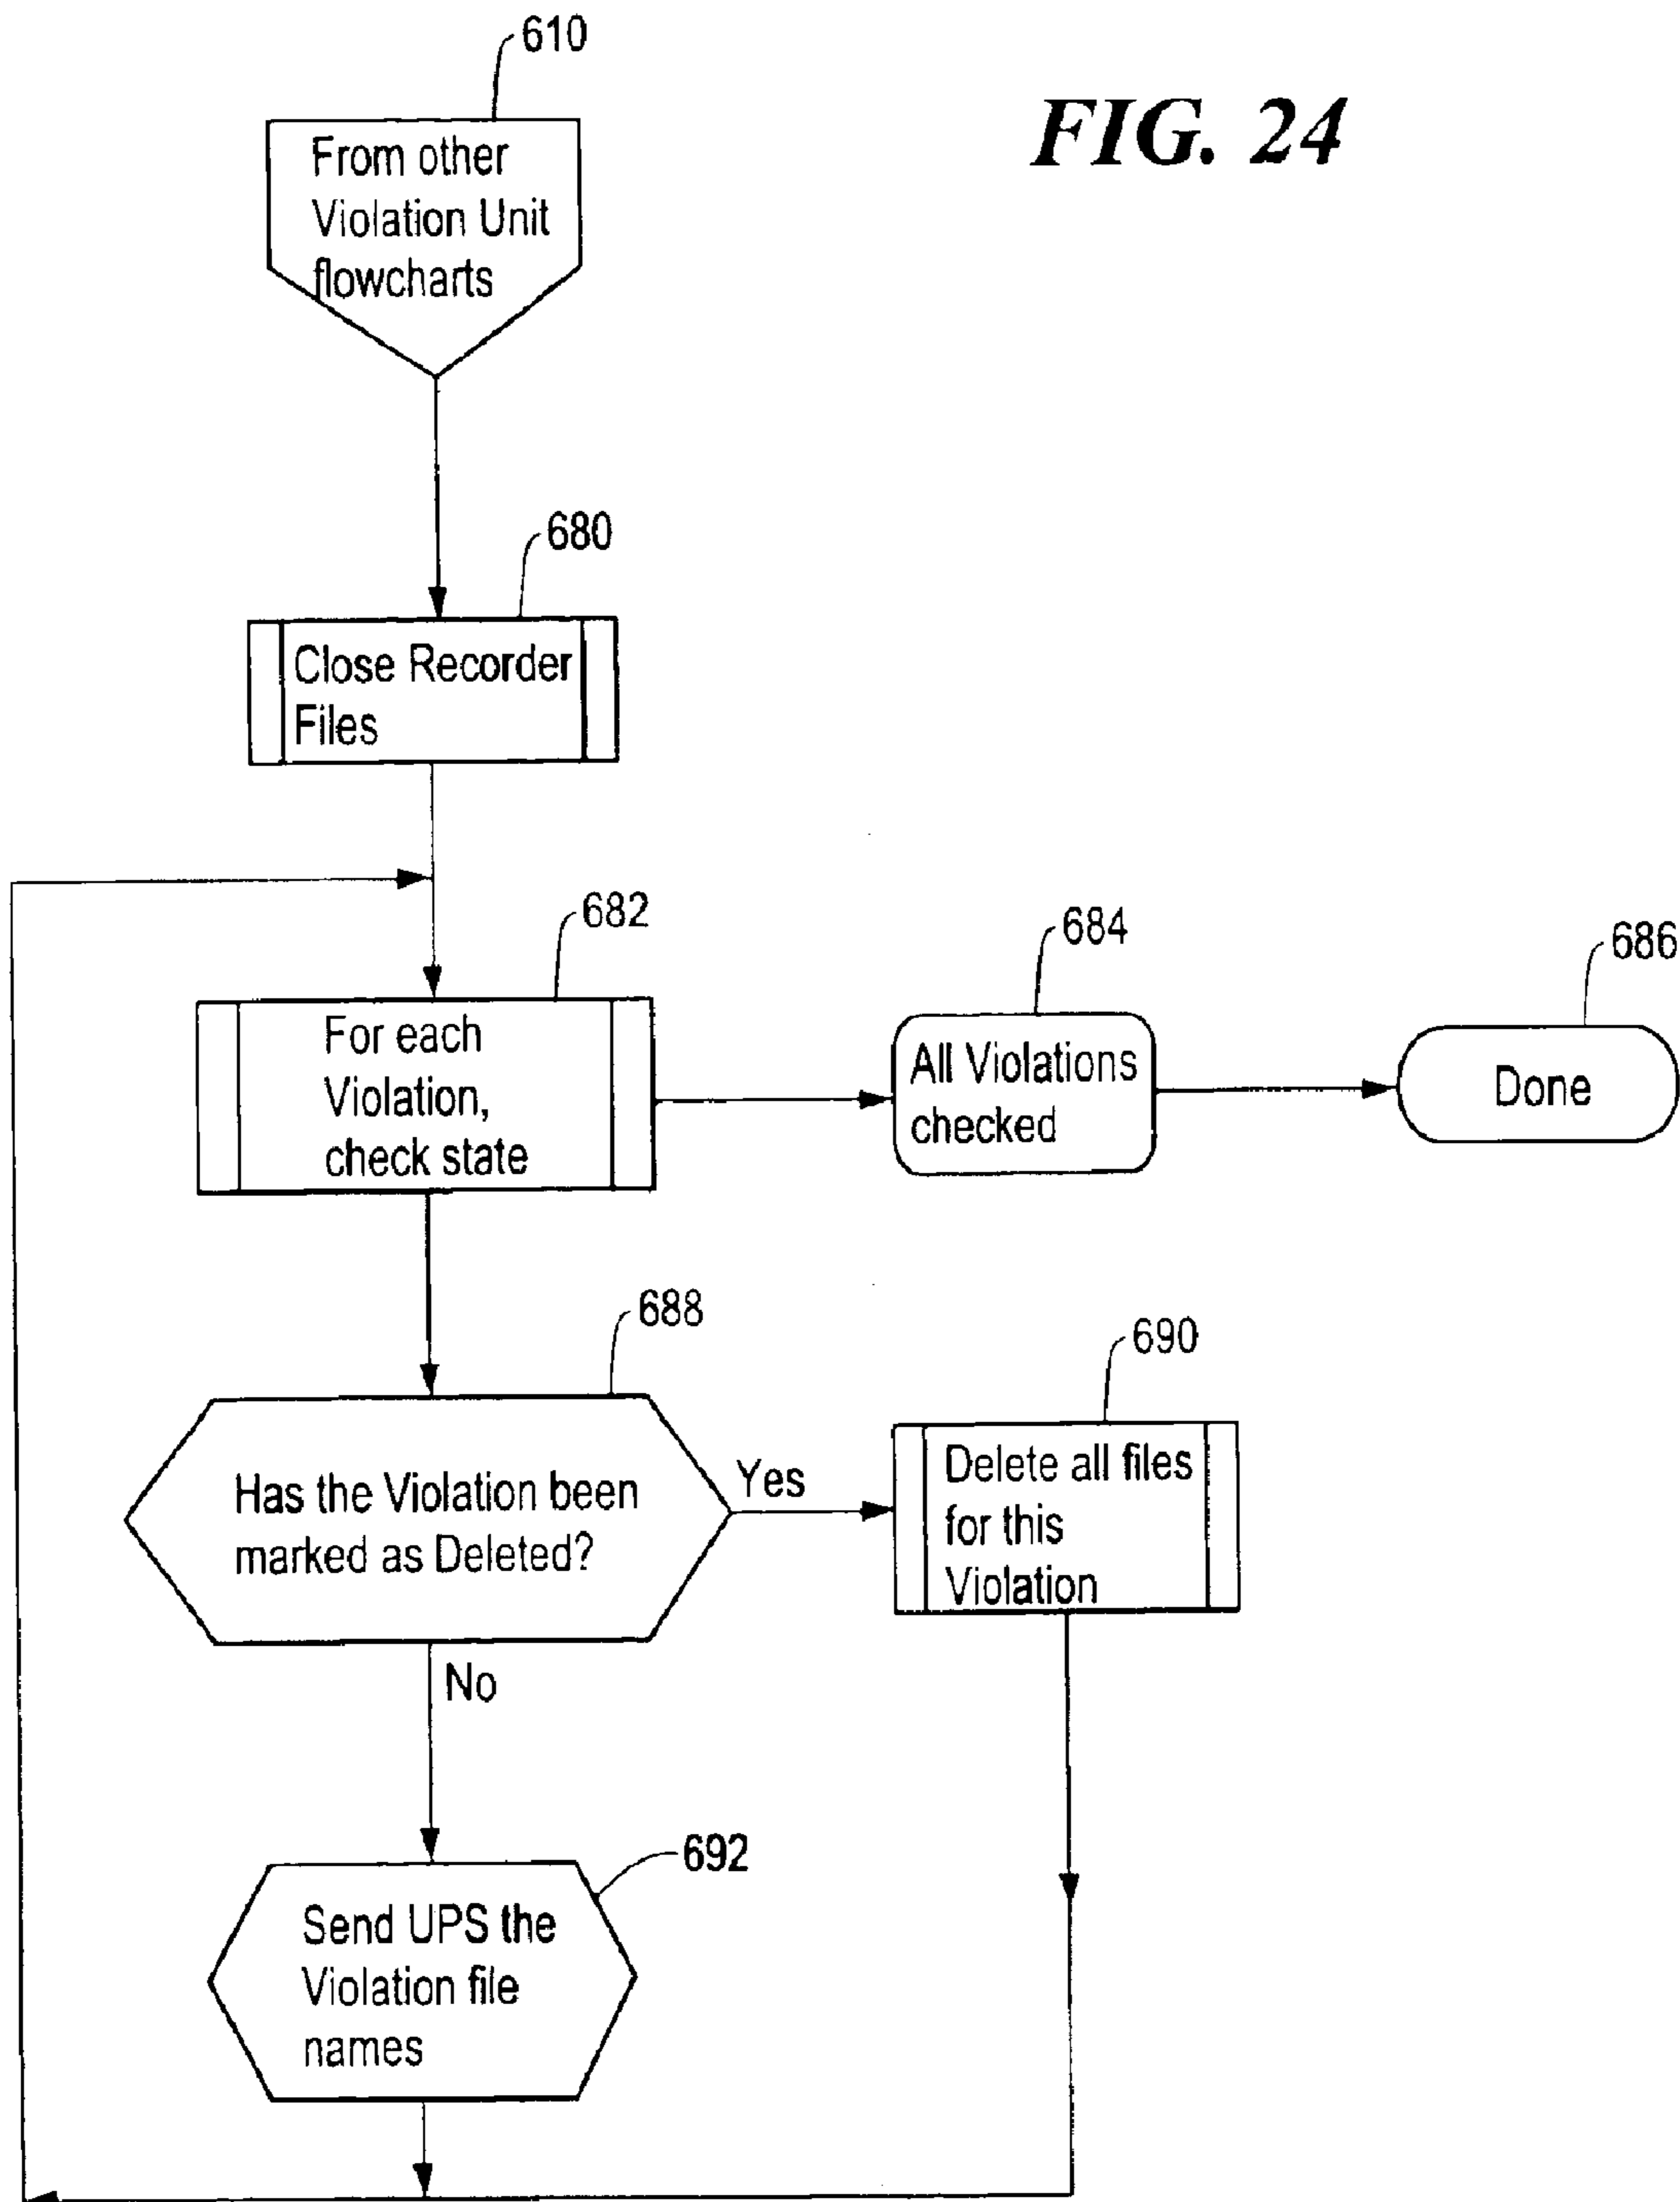 610
FIG. 24
From other
Violation Unit
flowcharts
680
Close Recorder
Files
682
684
686
For each
Violation,
check state
All Violations
checked
Done
688
690
Has the Violation been
marked as Deleted?
Yes
Delete all files
for this
Violation
No
692
Send UPS the
Violation file
names